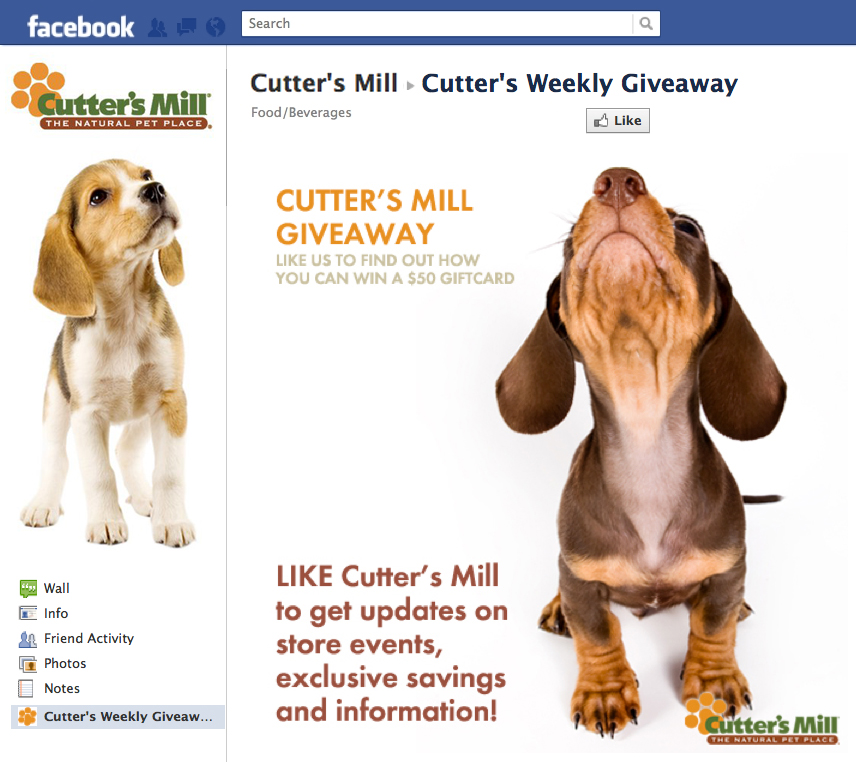 facebook
Search
Cutter's Mill
THE NATURAL PET PLACE
Cutter's Mill ▸ Cutter's Weekly Giveaway
Food/Beverages
Like
CUTTER'S MILL
GIVEAWAY
LIKE US TO FIND OUT HOW
YOU CAN WIN A $50 GIFTCARD
Wall
Info
Friend Activity
Photos
Notes
Cutter's Weekly Giveaw...
LIKE Cutter's Mill
to get updates on
store events,
exclusive savings
and information!
Cutter's Mill
THE NATURAL PET PLACE